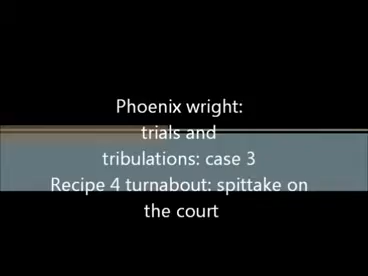 Phoenix wright:
trials and
tribulations: case 3
Recipe 4 turnabout: spittake on
the court